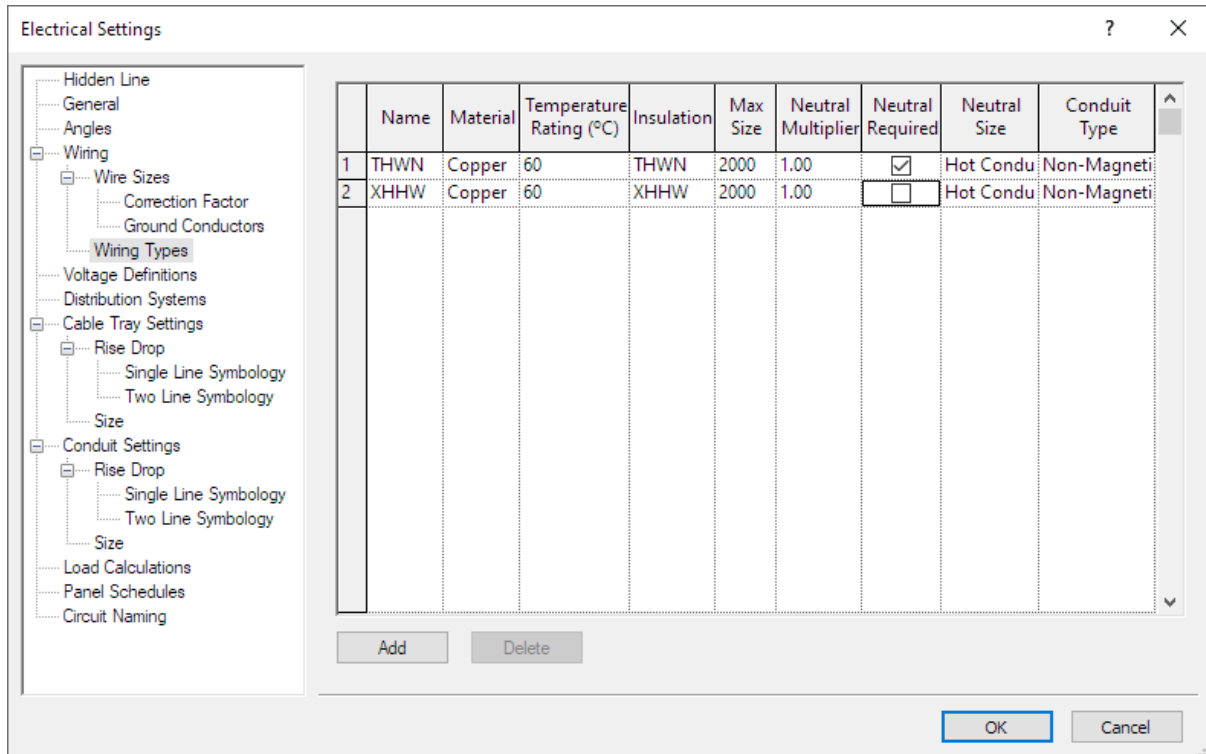 Electrical Settings
?
Hidden Line
General
Angles
Wiring
Wire Sizes
Correction Factor
Ground Conductors
Wiring Types
Voltage Definitions
Distribution Systems
Cable Tray Settings
Rise Drop
Single Line Symbology
Two Line Symbology
Size
Conduit Settings
Rise Drop
Single Line Symbology
Two Line Symbology
Size
Load Calculations
Panel Schedules
Circuit Naming
Name Material Temperature Rating (ºC) Insulation Max Size Neutral Multiplier Neutral Required Neutral Size Conduit Type
1 THWN Copper 60 THWN 2000 1.00 Hot Condu Non-Magneti
2 XHHW Copper 60 XHHW 2000 1.00 Hot Condu Non-Magneti
Add Delete
OK Cancel